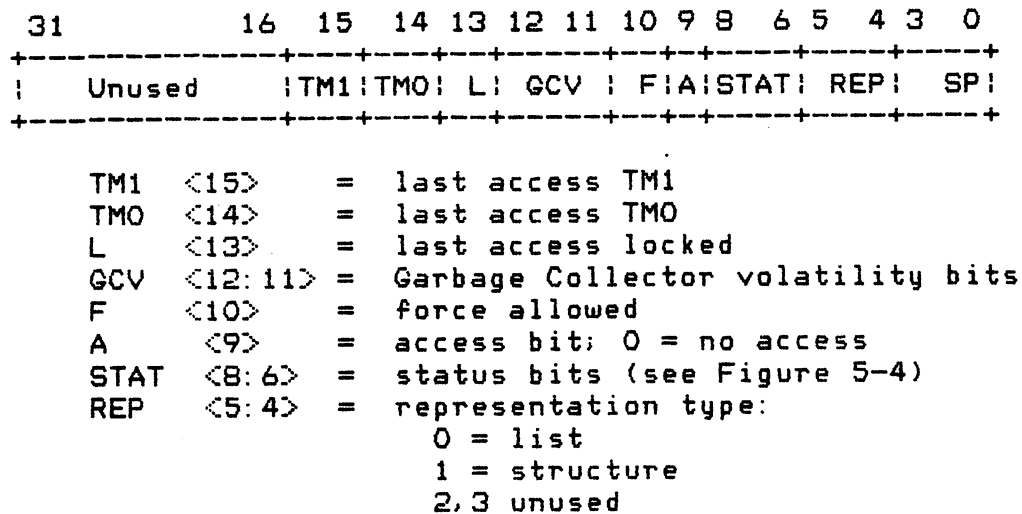 31 16 15 14 13 12 11 10 9 8 6 5 4 3 0
+----------------+---+---+--+------+--+-+----+-----+-----+
| Unused |TM1|TM0| L| GCV | F|A|STAT| REP| SP|
+----------------+---+---+--+------+--+-+----+-----+-----+
TM1 <15> = last access TM1
TM0 <14> = last access TM0
L <13> = last access locked
GCV <12:11> = Garbage Collector volatility bits
F <10> = force allowed
A <9> = access bit; 0 = no access
STAT <8:6> = status bits (see Figure 5-4)
REP <5:4> = representation type:
0 = list
1 = structure
2,3 unused